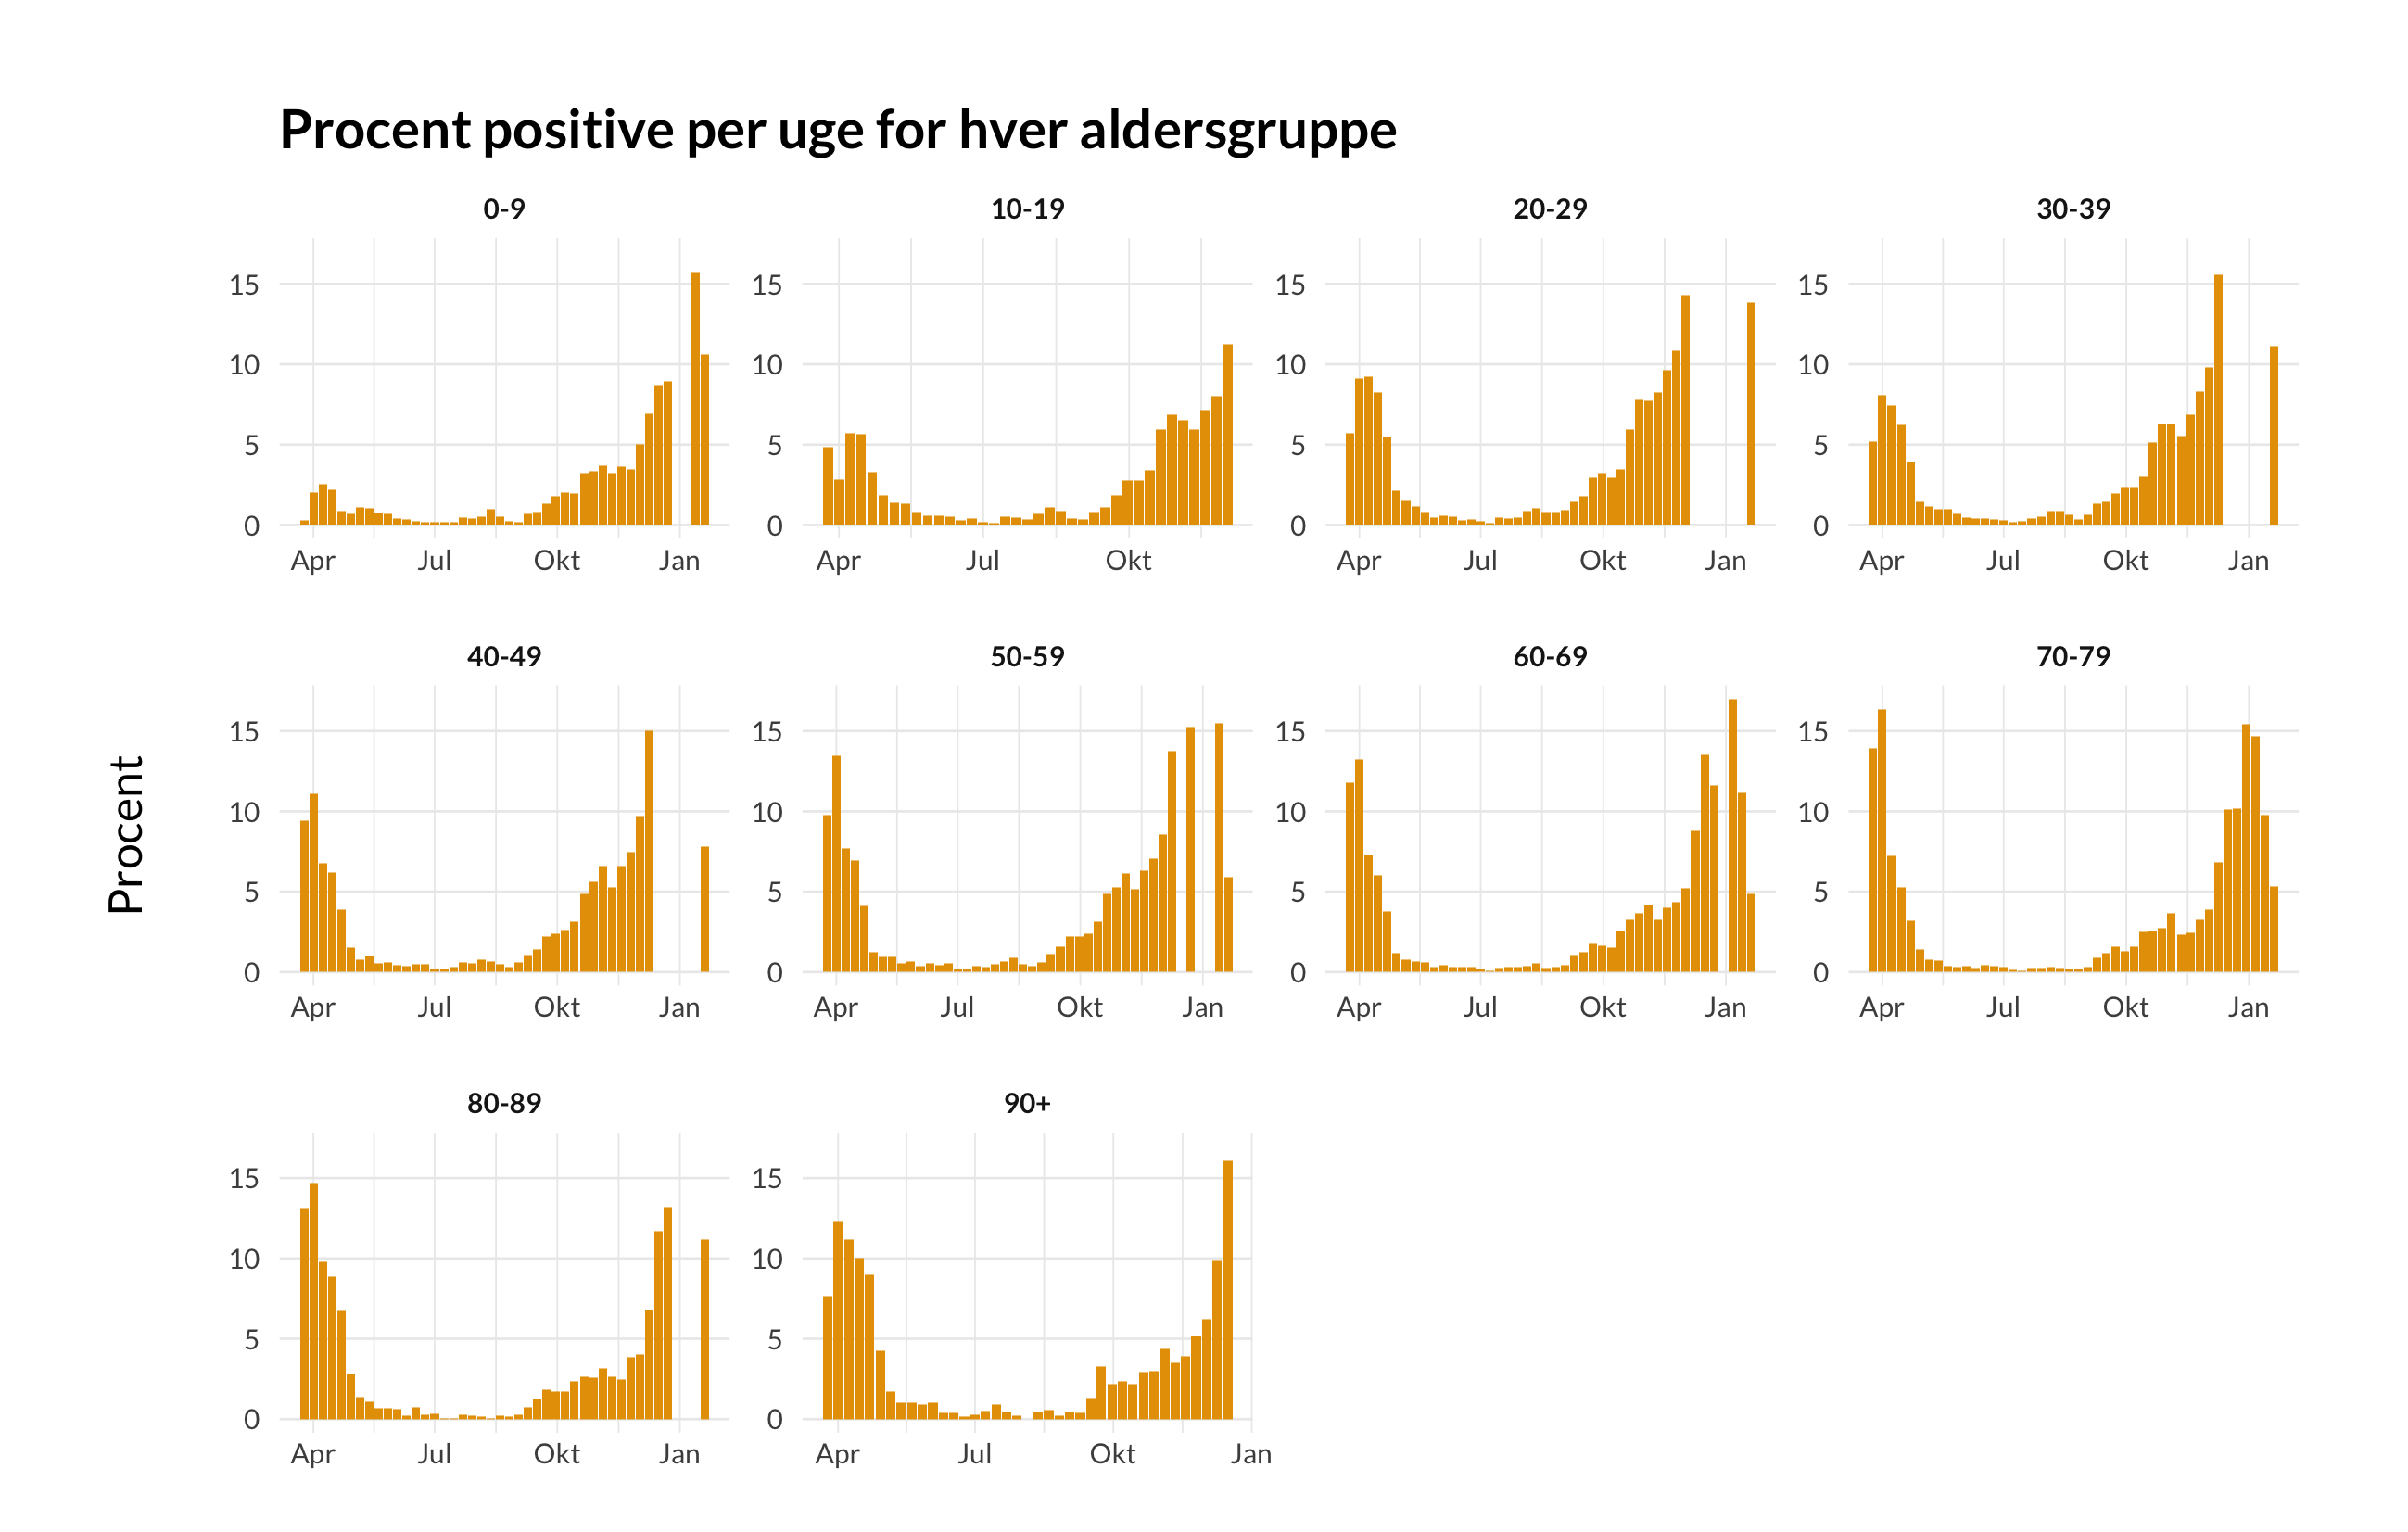 Procent positive per uge for hver aldersgruppe
0-9 10-19 20-29 30-39
15 15 15 15
10 10 10 10
5 5 5 5
0 0 0 0
Apr Jul Okt Jan Apr Jul Okt Apr Jul Okt Jan Apr Jul Okt Jan
40-49 50-59 60-69 70-79
15 15 15 15
Procent
10 10 10 10
5 5 5 5
0 0 0 0
Apr Jul Okt Jan Apr Jul Okt Jan Apr Jul Okt Jan Apr Jul Okt Jan
80-89 90+
15 15
10 10
5 5
0 0
Apr Jul Okt Jan Apr Jul Okt Jan